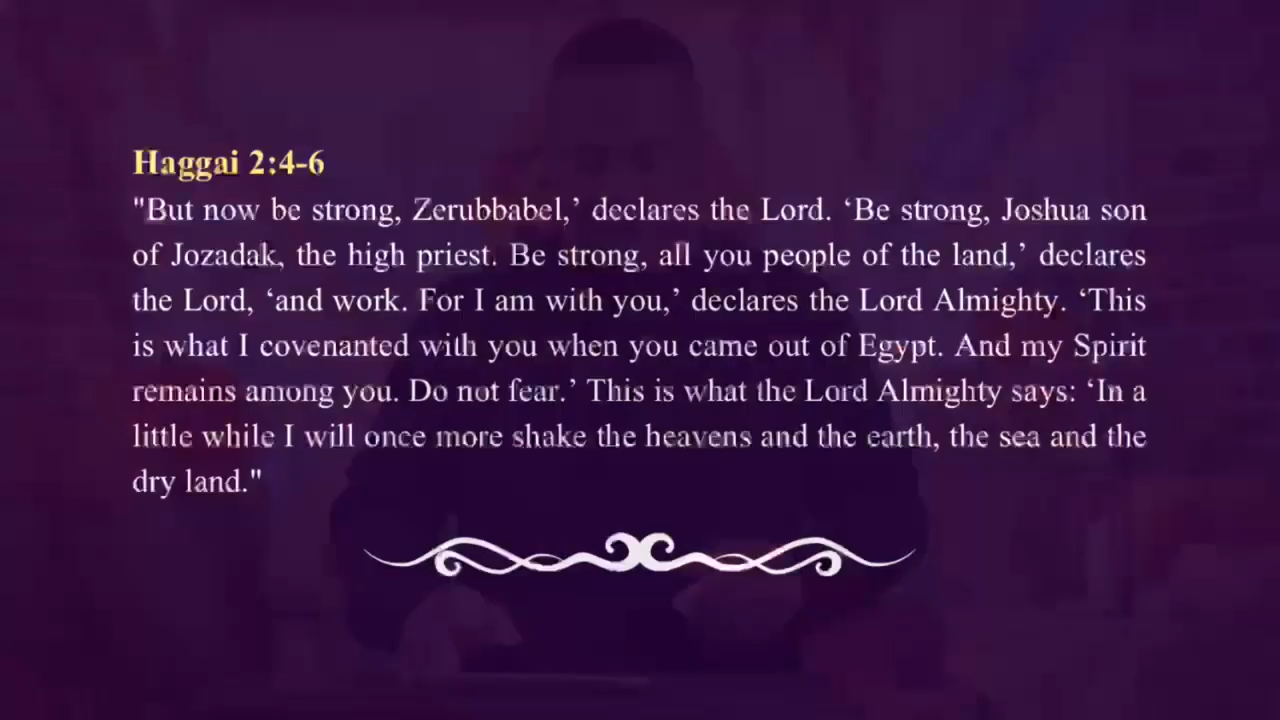 Haggai 2:4-6
"But now be strong, Zerubbabel,’ declares the Lord. ‘Be strong, Joshua son
of Jozadak, the high priest. Be strong, all you people of the land,’ declares
the Lord, ‘and work. For I am with you,’ declares the Lord Almighty. ‘This
is what I covenanted with you when you came out of Egypt. And my Spirit
remains among you. Do not fear.’ This is what the Lord Almighty says: ‘In a
little while I will once more shake the heavens and the earth, the sea and the
dry land."